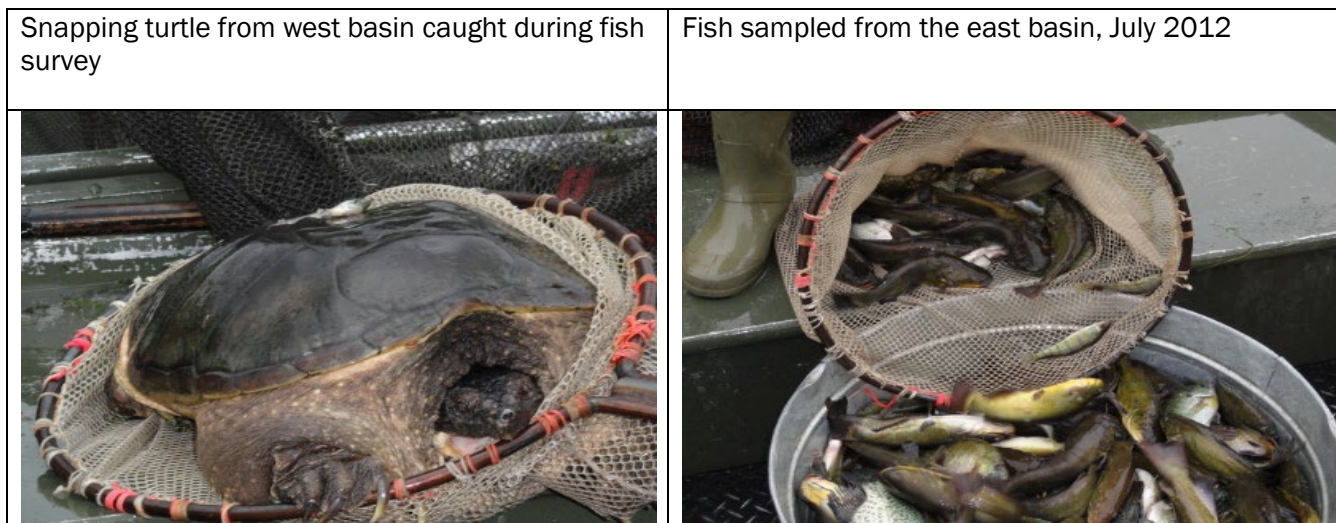 Snapping turtle from west basin caught during fish
survey
Fish sampled from the east basin, July 2012